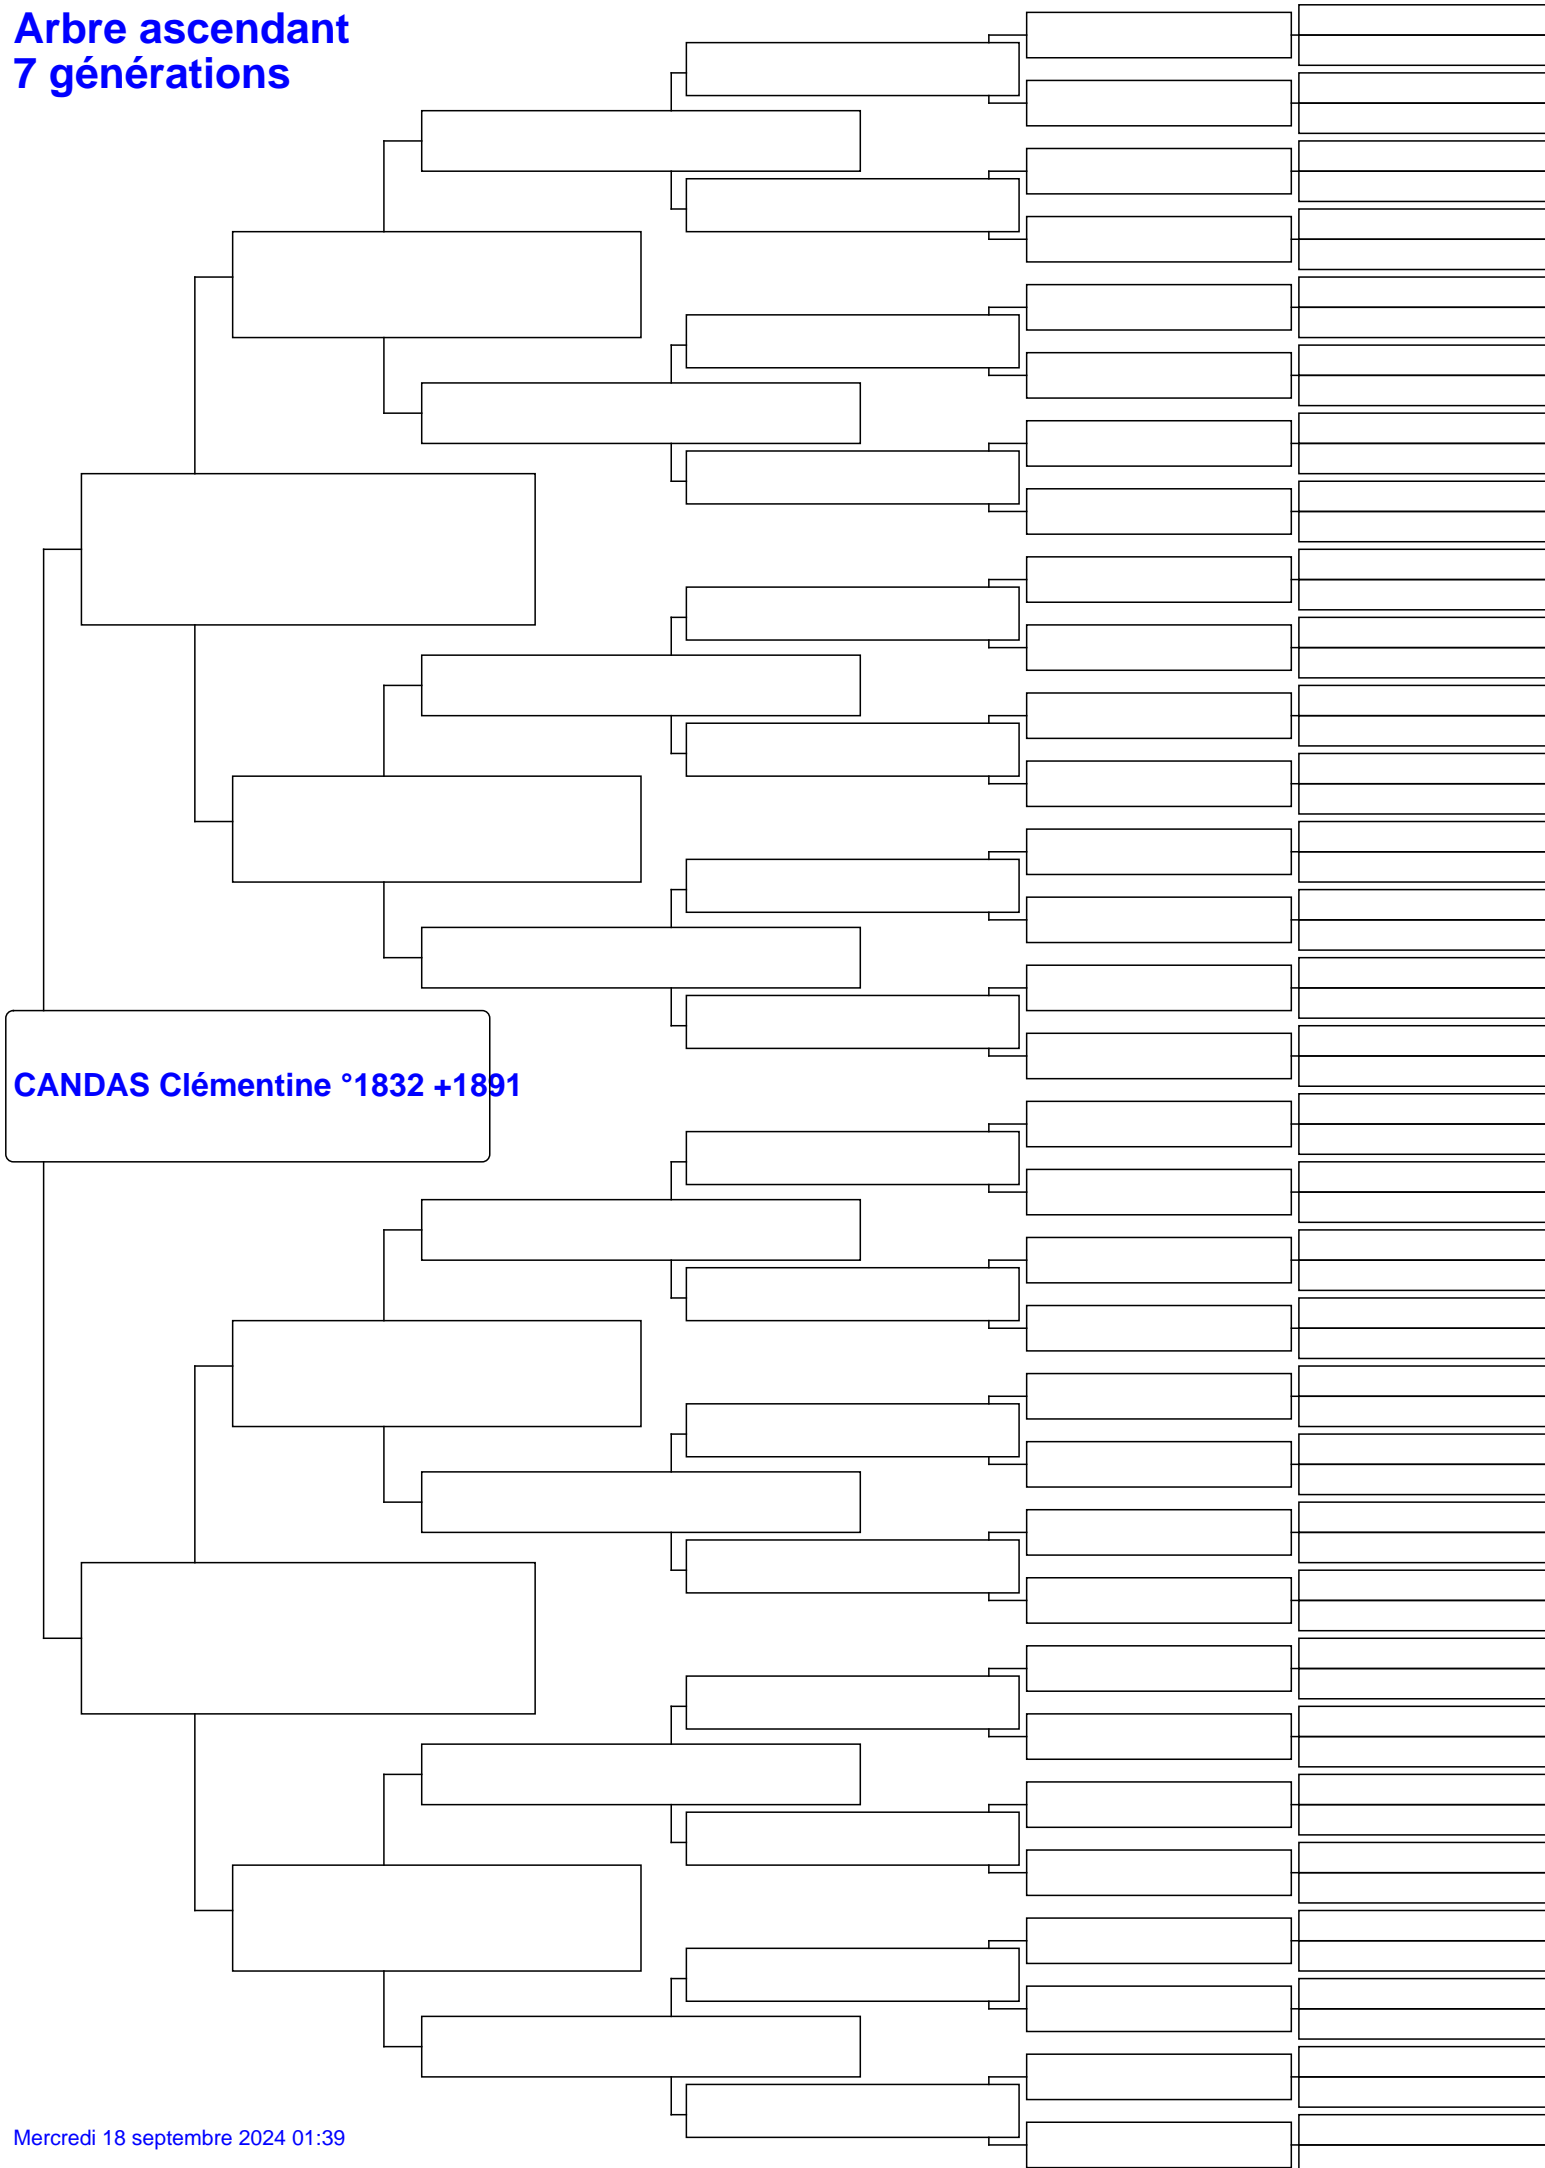 Arbre ascendant
7 générations
CANDAS Clémentine °1832 +1891
Mercredi 18 septembre 2024 01:39